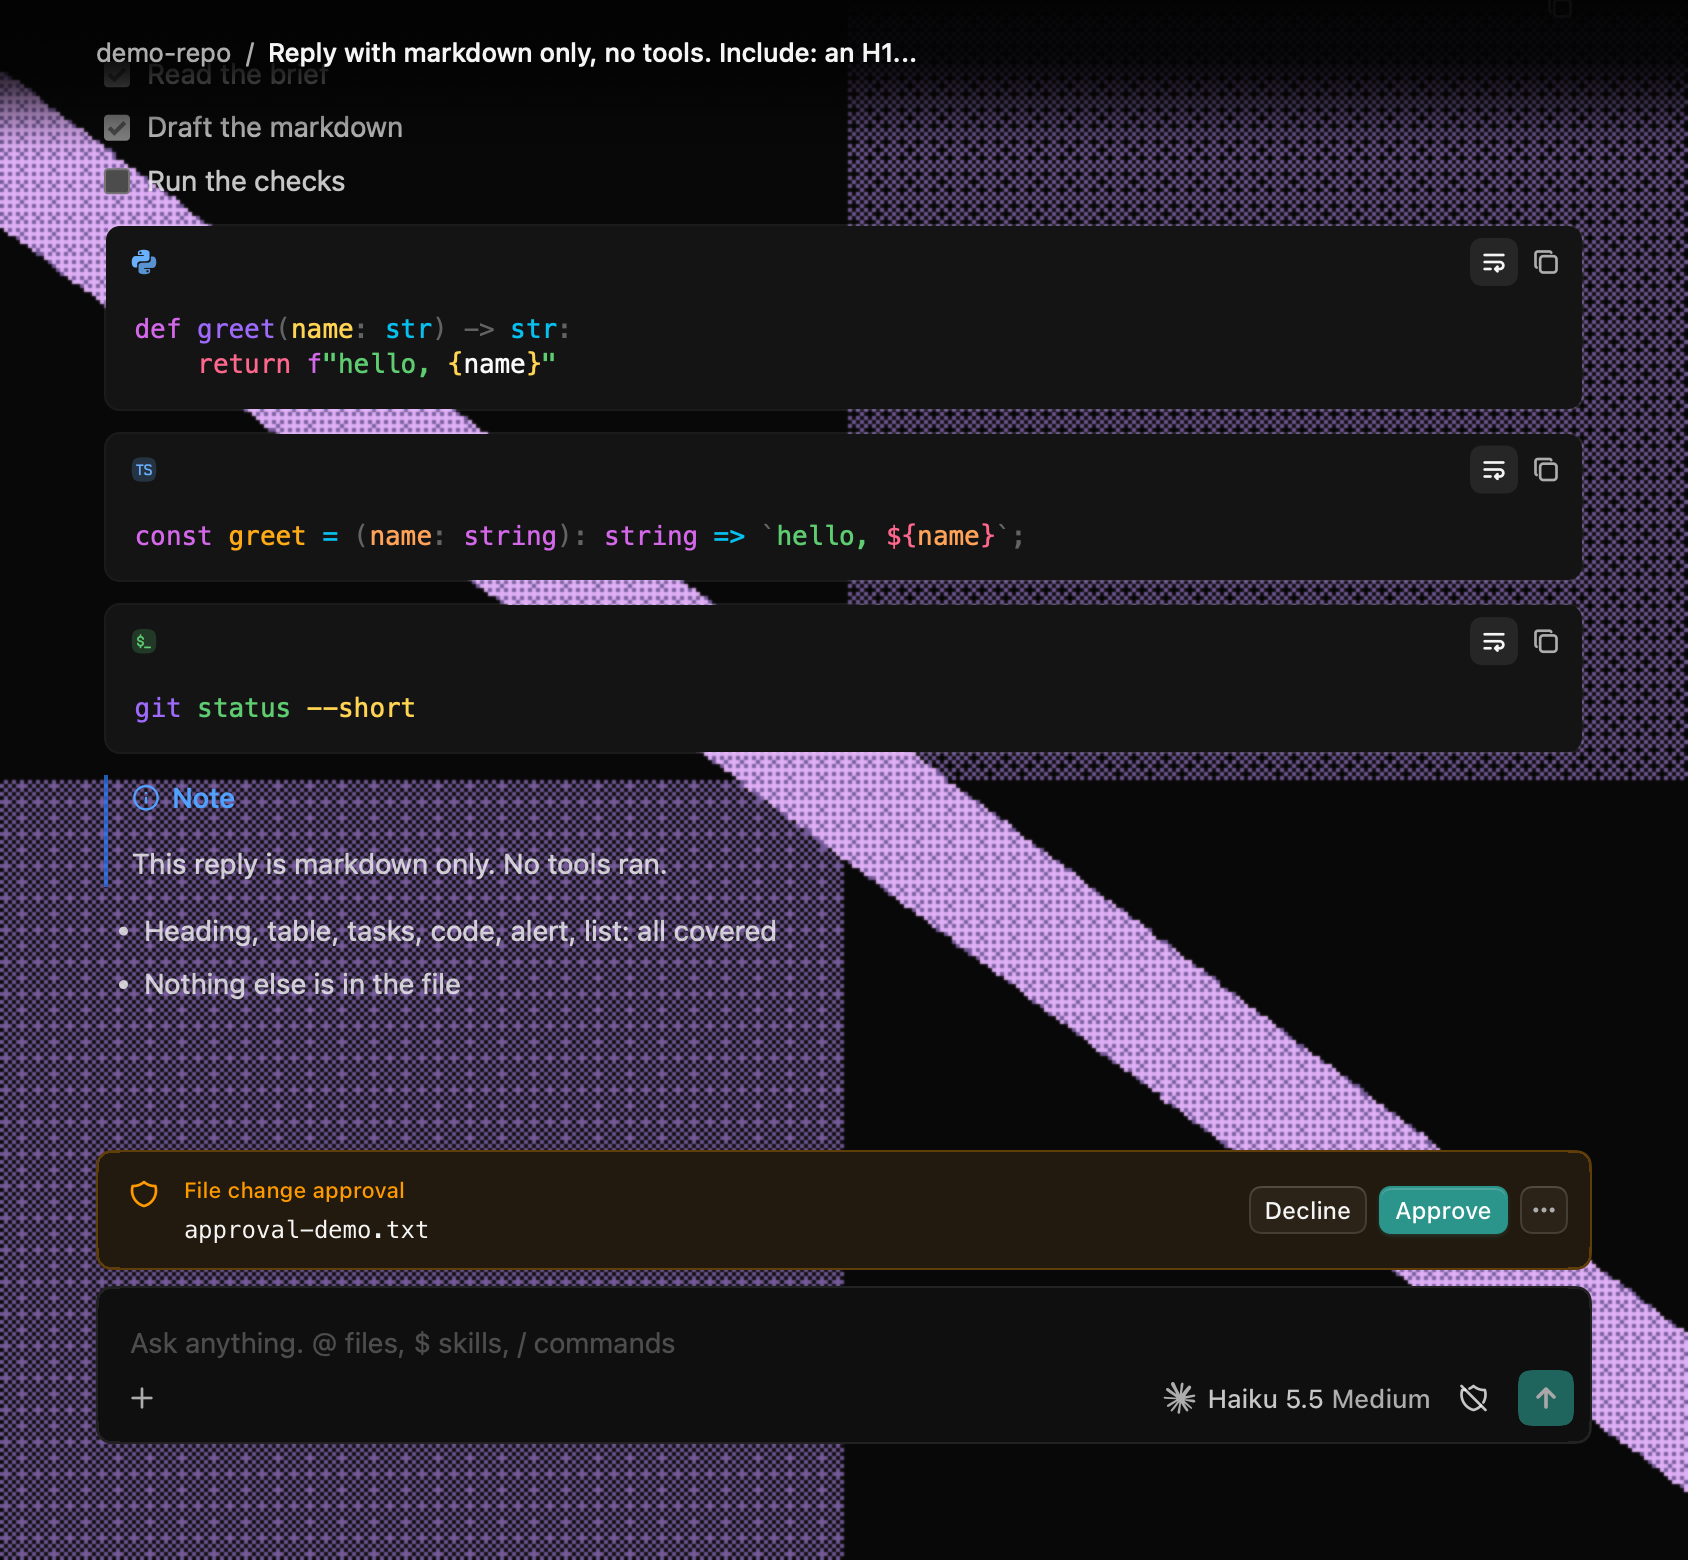 demo-repo / Reply with markdown only, no tools. Include: an H1...
Read the brief
Draft the markdown
Run the checks
def greet(name: str) -> str:
    return f"hello, {name}"
TS
const greet = (name: string): string => `hello, ${name}`;
$_
git status --short
Note
This reply is markdown only. No tools ran.
• Heading, table, tasks, code, alert, list: all covered
• Nothing else is in the file
File change approval
approval-demo.txt
Decline
Approve
Ask anything. @ files, $ skills, / commands
Haiku 5.5 Medium